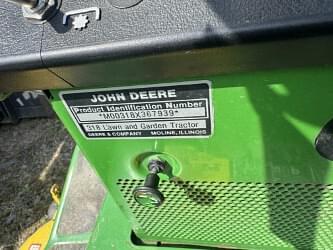 JOHN DEERE
Product Identification Number
*M00318X367939*
318 Lawn and Garden Tractor
DEERE & COMPANY MOLINE, ILLINOIS